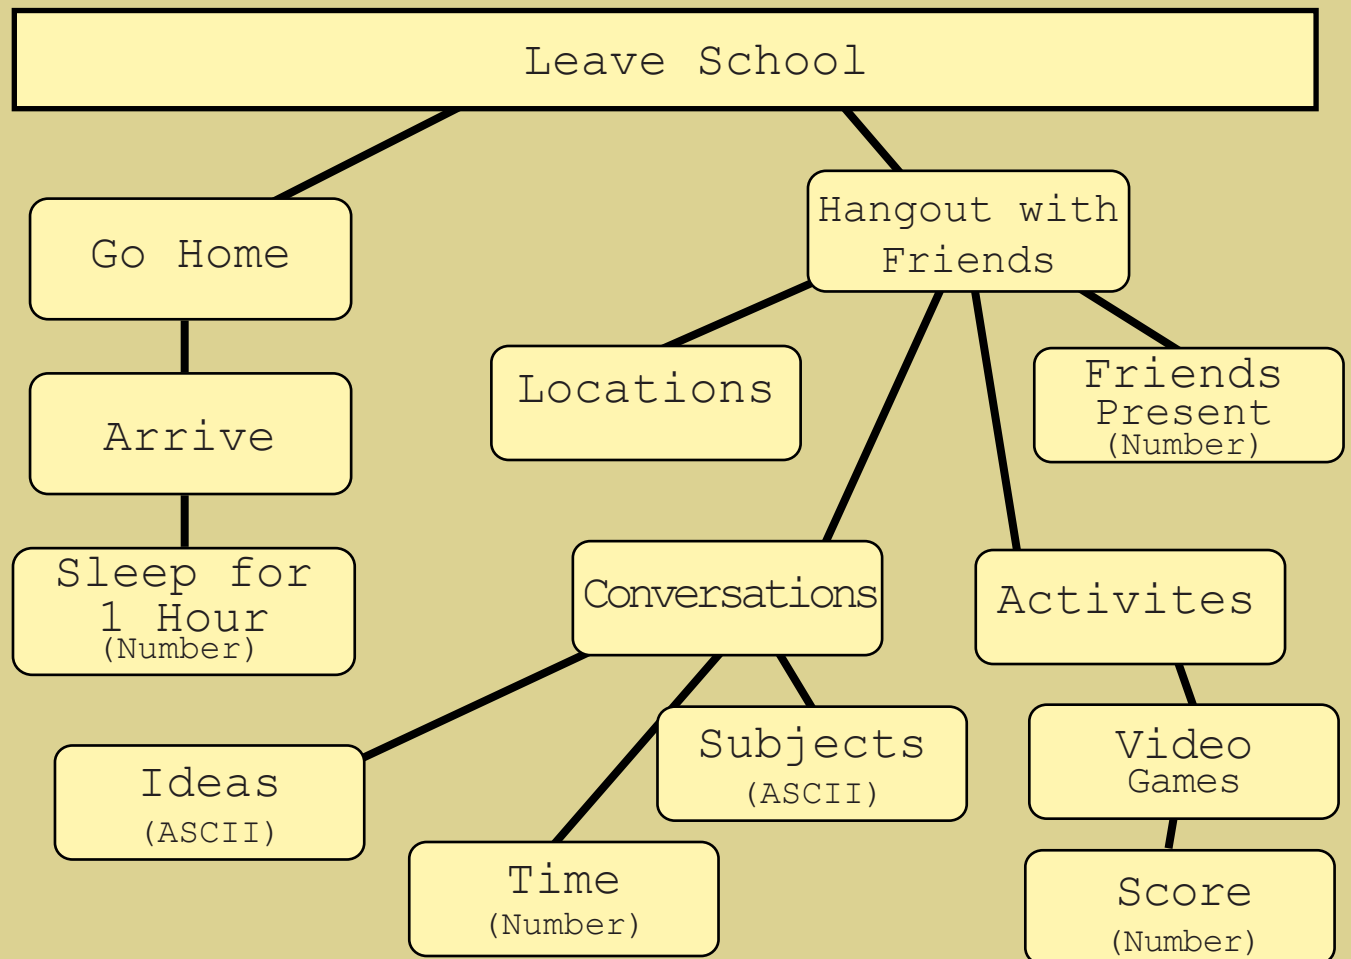 Leave School
Go Home
Hangout with
Friends
Arrive
Locations
Friends
Present
(Number)
Sleep for
1 Hour
(Number)
Conversations
Activites
Ideas
(ASCII)
Subjects
(ASCII)
Video
Games
Time
(Number)
Score
(Number)